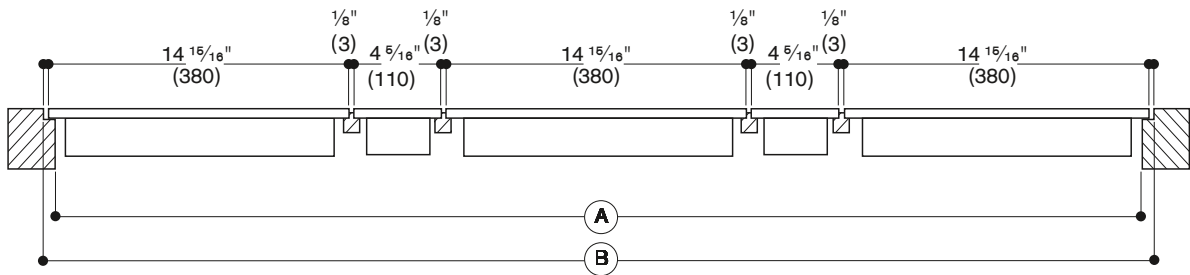 ⅛" ⅛" ⅛" ⅛"
(3) (3) (3) (3)
14 ¹⁵⁄₁₆" 4 ⁵⁄₁₆" 14 ¹⁵⁄₁₆" 4 ⁵⁄₁₆" 14 ¹⁵⁄₁₆"
(380) (110) (380) (110) (380)
A
B